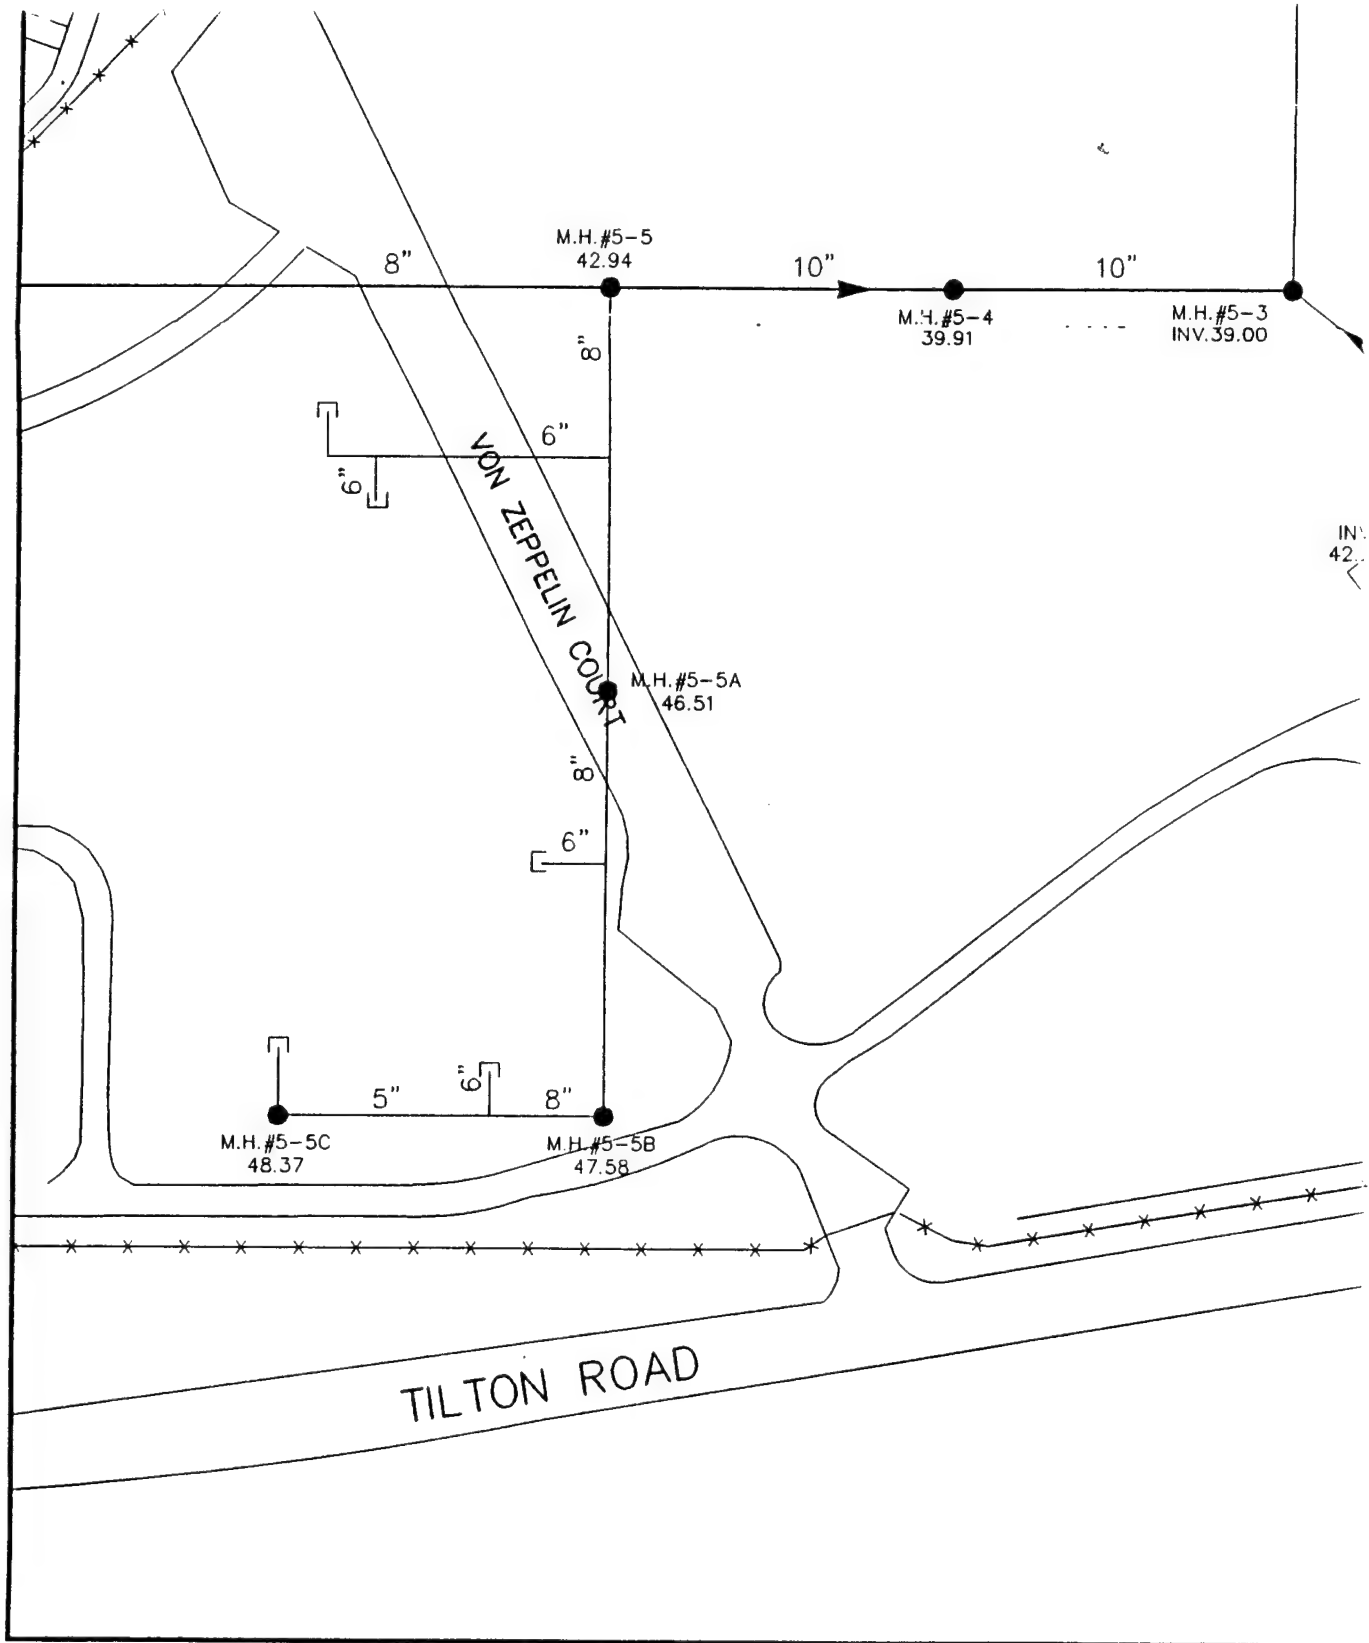 M.H.#5-5
42.94
8"
10"
10"
M.H.#5-4
39.91
M.H.#5-3
INV.39.00
8"
6"
6"
VON ZEPPELIN COURT
M.H.#5-5A
46.51
8"
6"
5"
6"
8"
M.H.#5-5C
48.37
M.H.#5-5B
47.58
TILTON ROAD